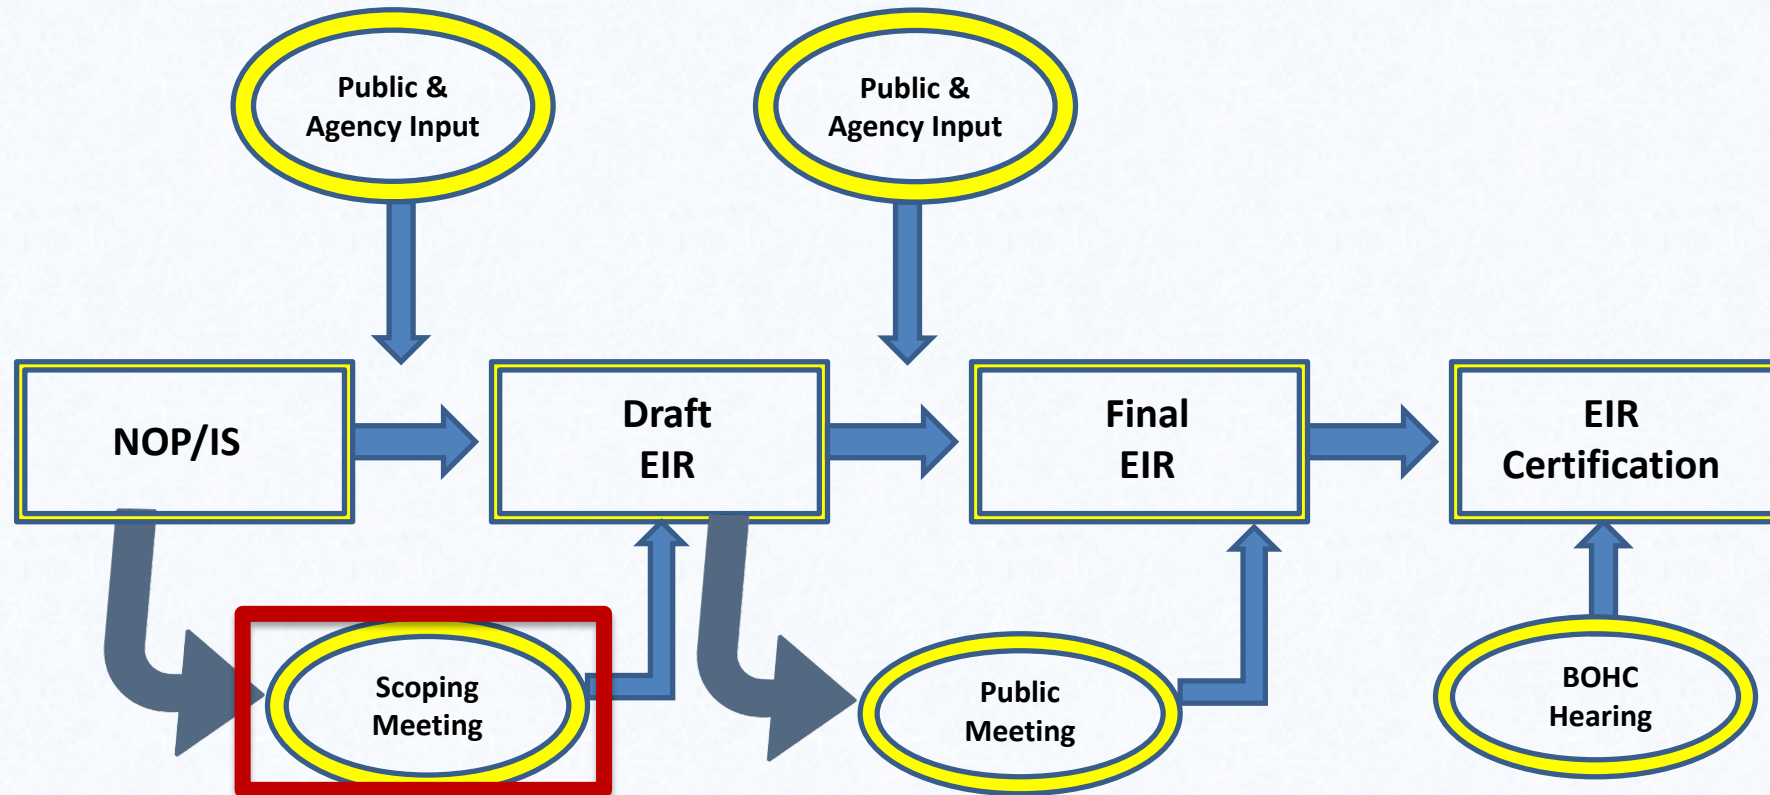 Public &
Agency Input
Public &
Agency Input
NOP/IS
Draft
EIR
Final
EIR
EIR
Certification
Scoping
Meeting
Public
Meeting
BOHC
Hearing